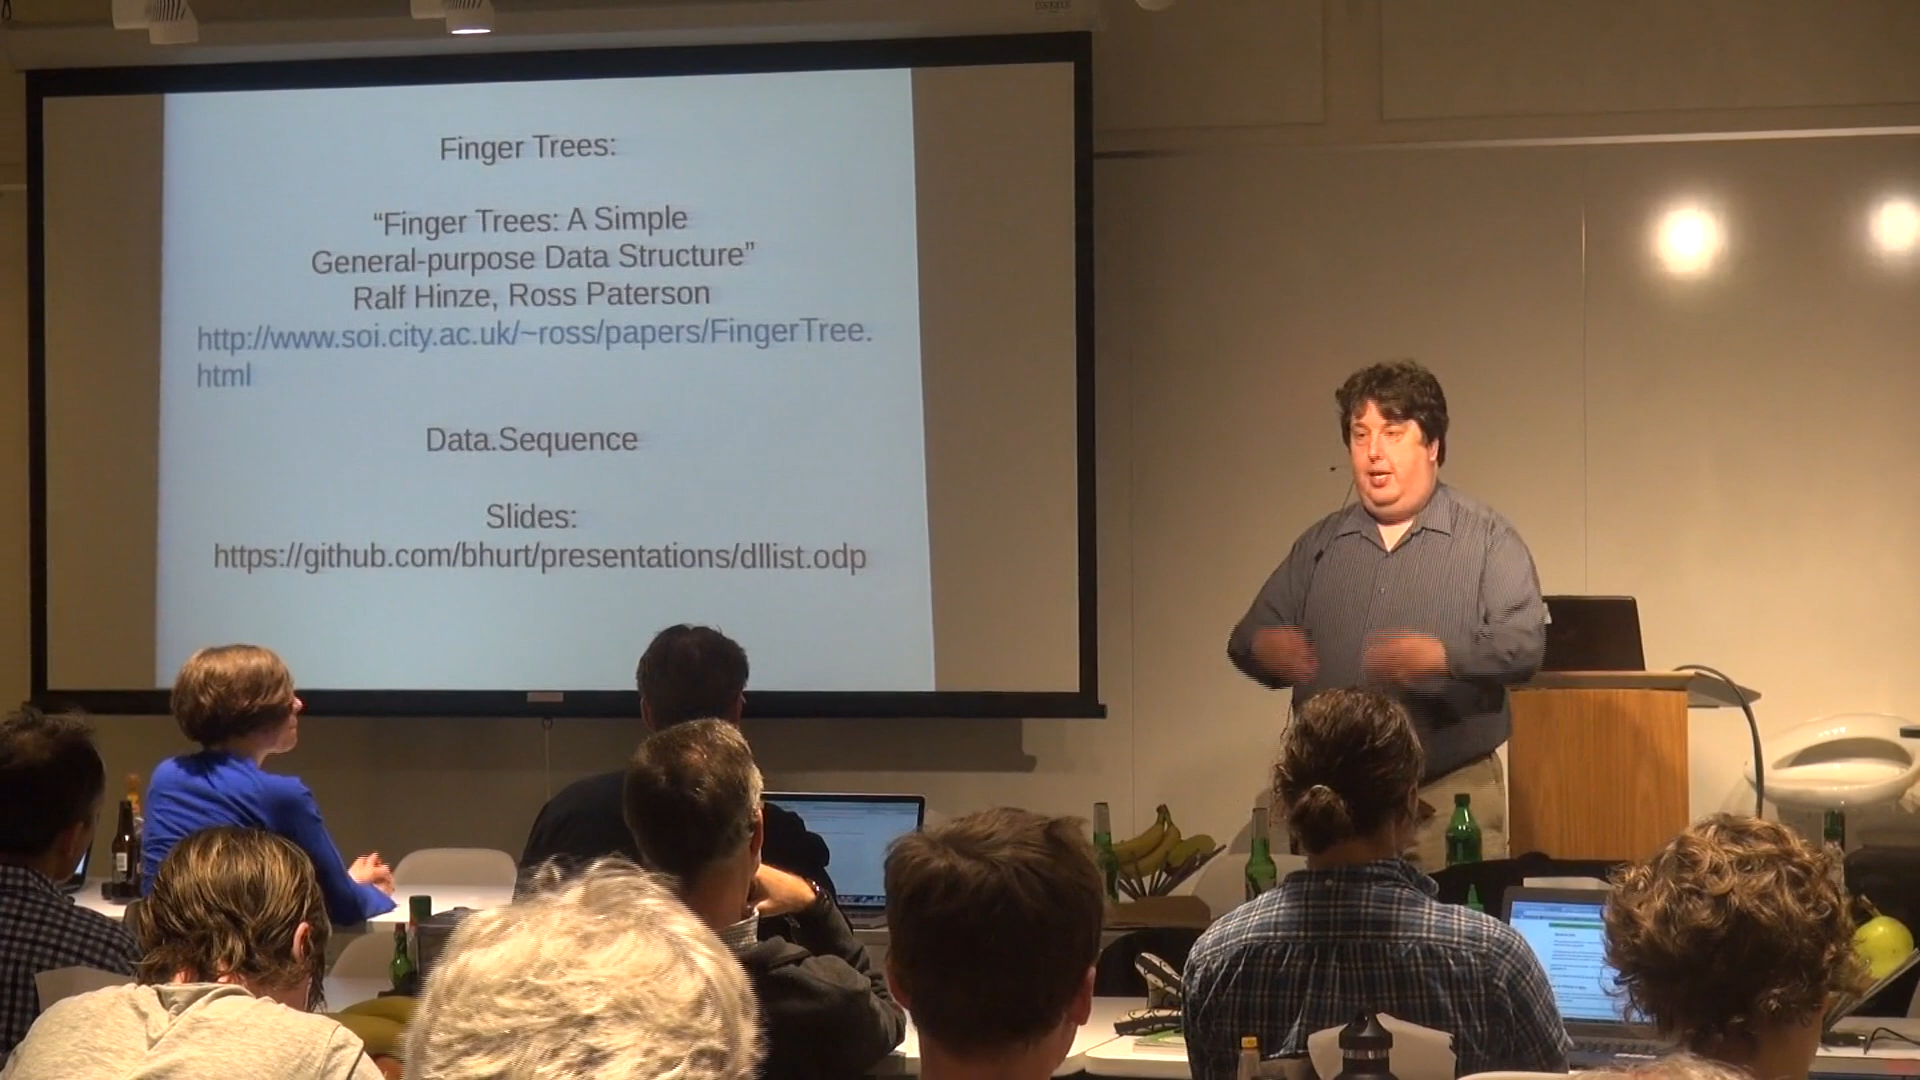 Finger Trees:
“Finger Trees: A Simple
General-purpose Data Structure”
Ralf Hinze, Ross Paterson
http://www.soi.city.ac.uk/~ross/papers/FingerTree.
html
Data.Sequence
Slides:
https://github.com/bhurt/presentations/dllist.odp